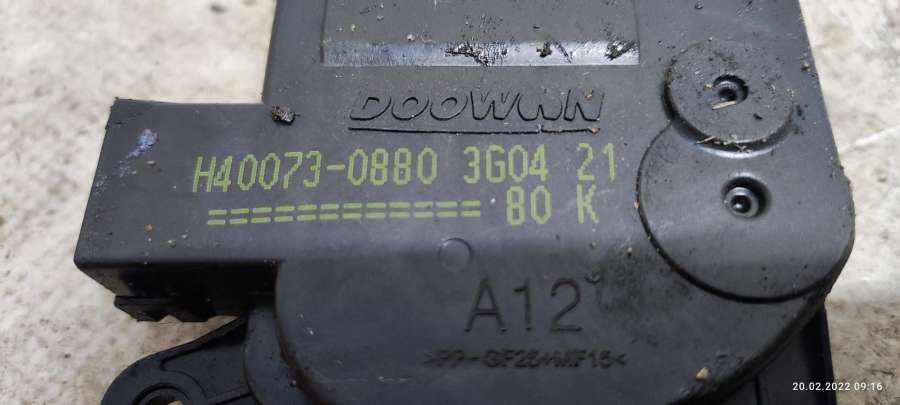 DOOWON
H40073-0880 3G04 21
============ 80 K
A12
>PP-GF25+MF15<
20.02.2022 09:16